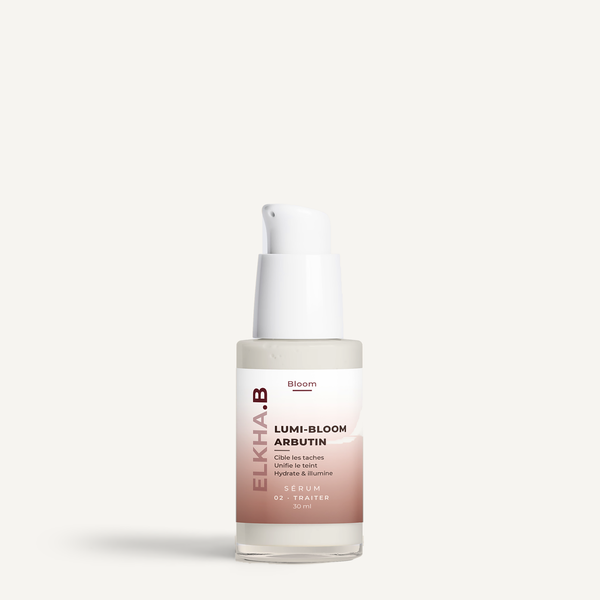 Bloom
ELKHA.B
LUMI-BLOOM
ARBUTIN
Cible les taches
Unifie le teint
Hydrate & illumine
SÉRUM
02 - TRAITER
30 ml